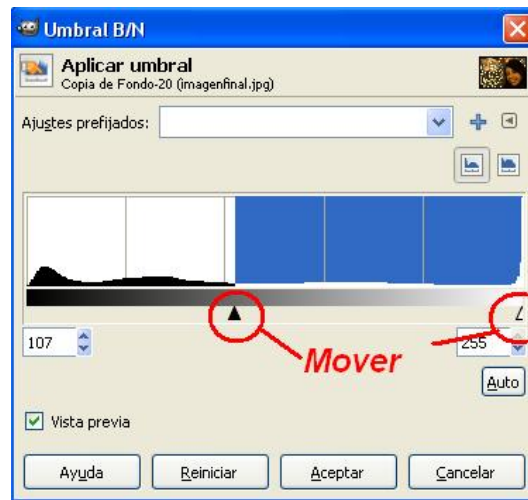 Umbral B/N
Aplicar umbral
Copia de Fondo-20 (imagenfinal.jpg)
Ajustes prefijados:
107
255
Mover
Auto
Vista previa
Ayuda
Reiniciar
Aceptar
Cancelar